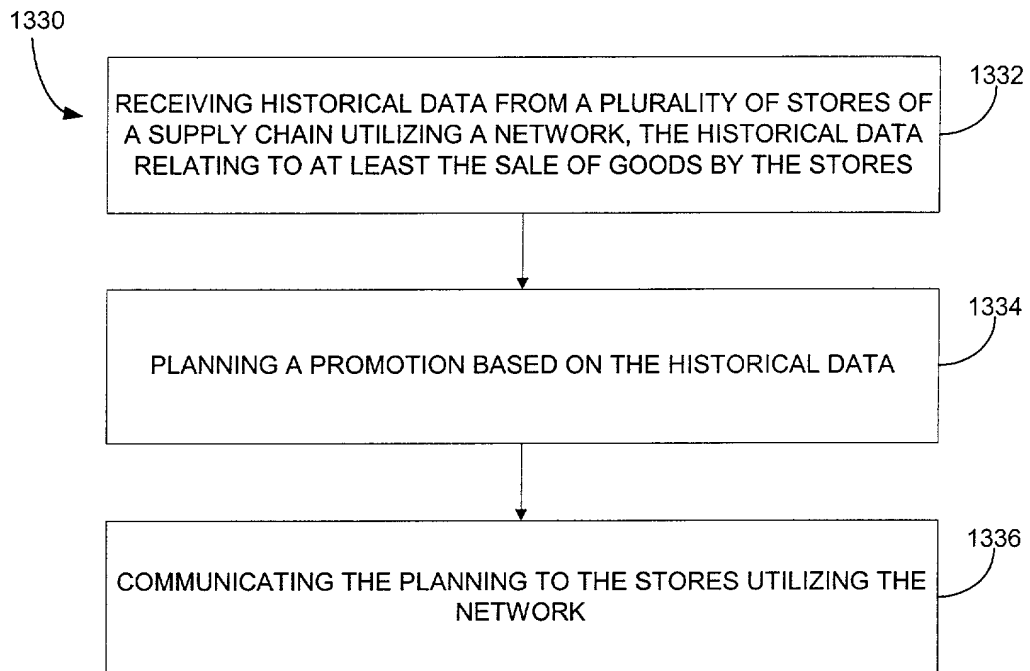 1330
1332
RECEIVING HISTORICAL DATA FROM A PLURALITY OF STORES OF
A SUPPLY CHAIN UTILIZING A NETWORK, THE HISTORICAL DATA
RELATING TO AT LEAST THE SALE OF GOODS BY THE STORES
1334
PLANNING A PROMOTION BASED ON THE HISTORICAL DATA
1336
COMMUNICATING THE PLANNING TO THE STORES UTILIZING THE
NETWORK